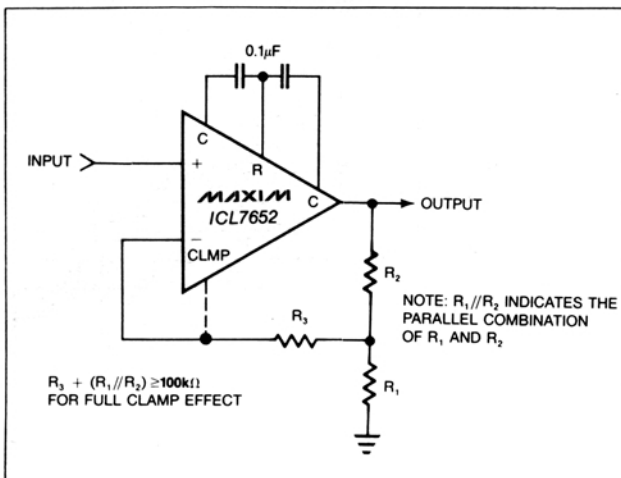 0.1μF
C
R
INPUT
+
MAXIM
ICL7652
C
OUTPUT
−
CLMP
R2
R3
NOTE: R1//R2 INDICATES THE
PARALLEL COMBINATION
OF R1 AND R2
R3 + (R1//R2) ≥100kΩ
FOR FULL CLAMP EFFECT
R1